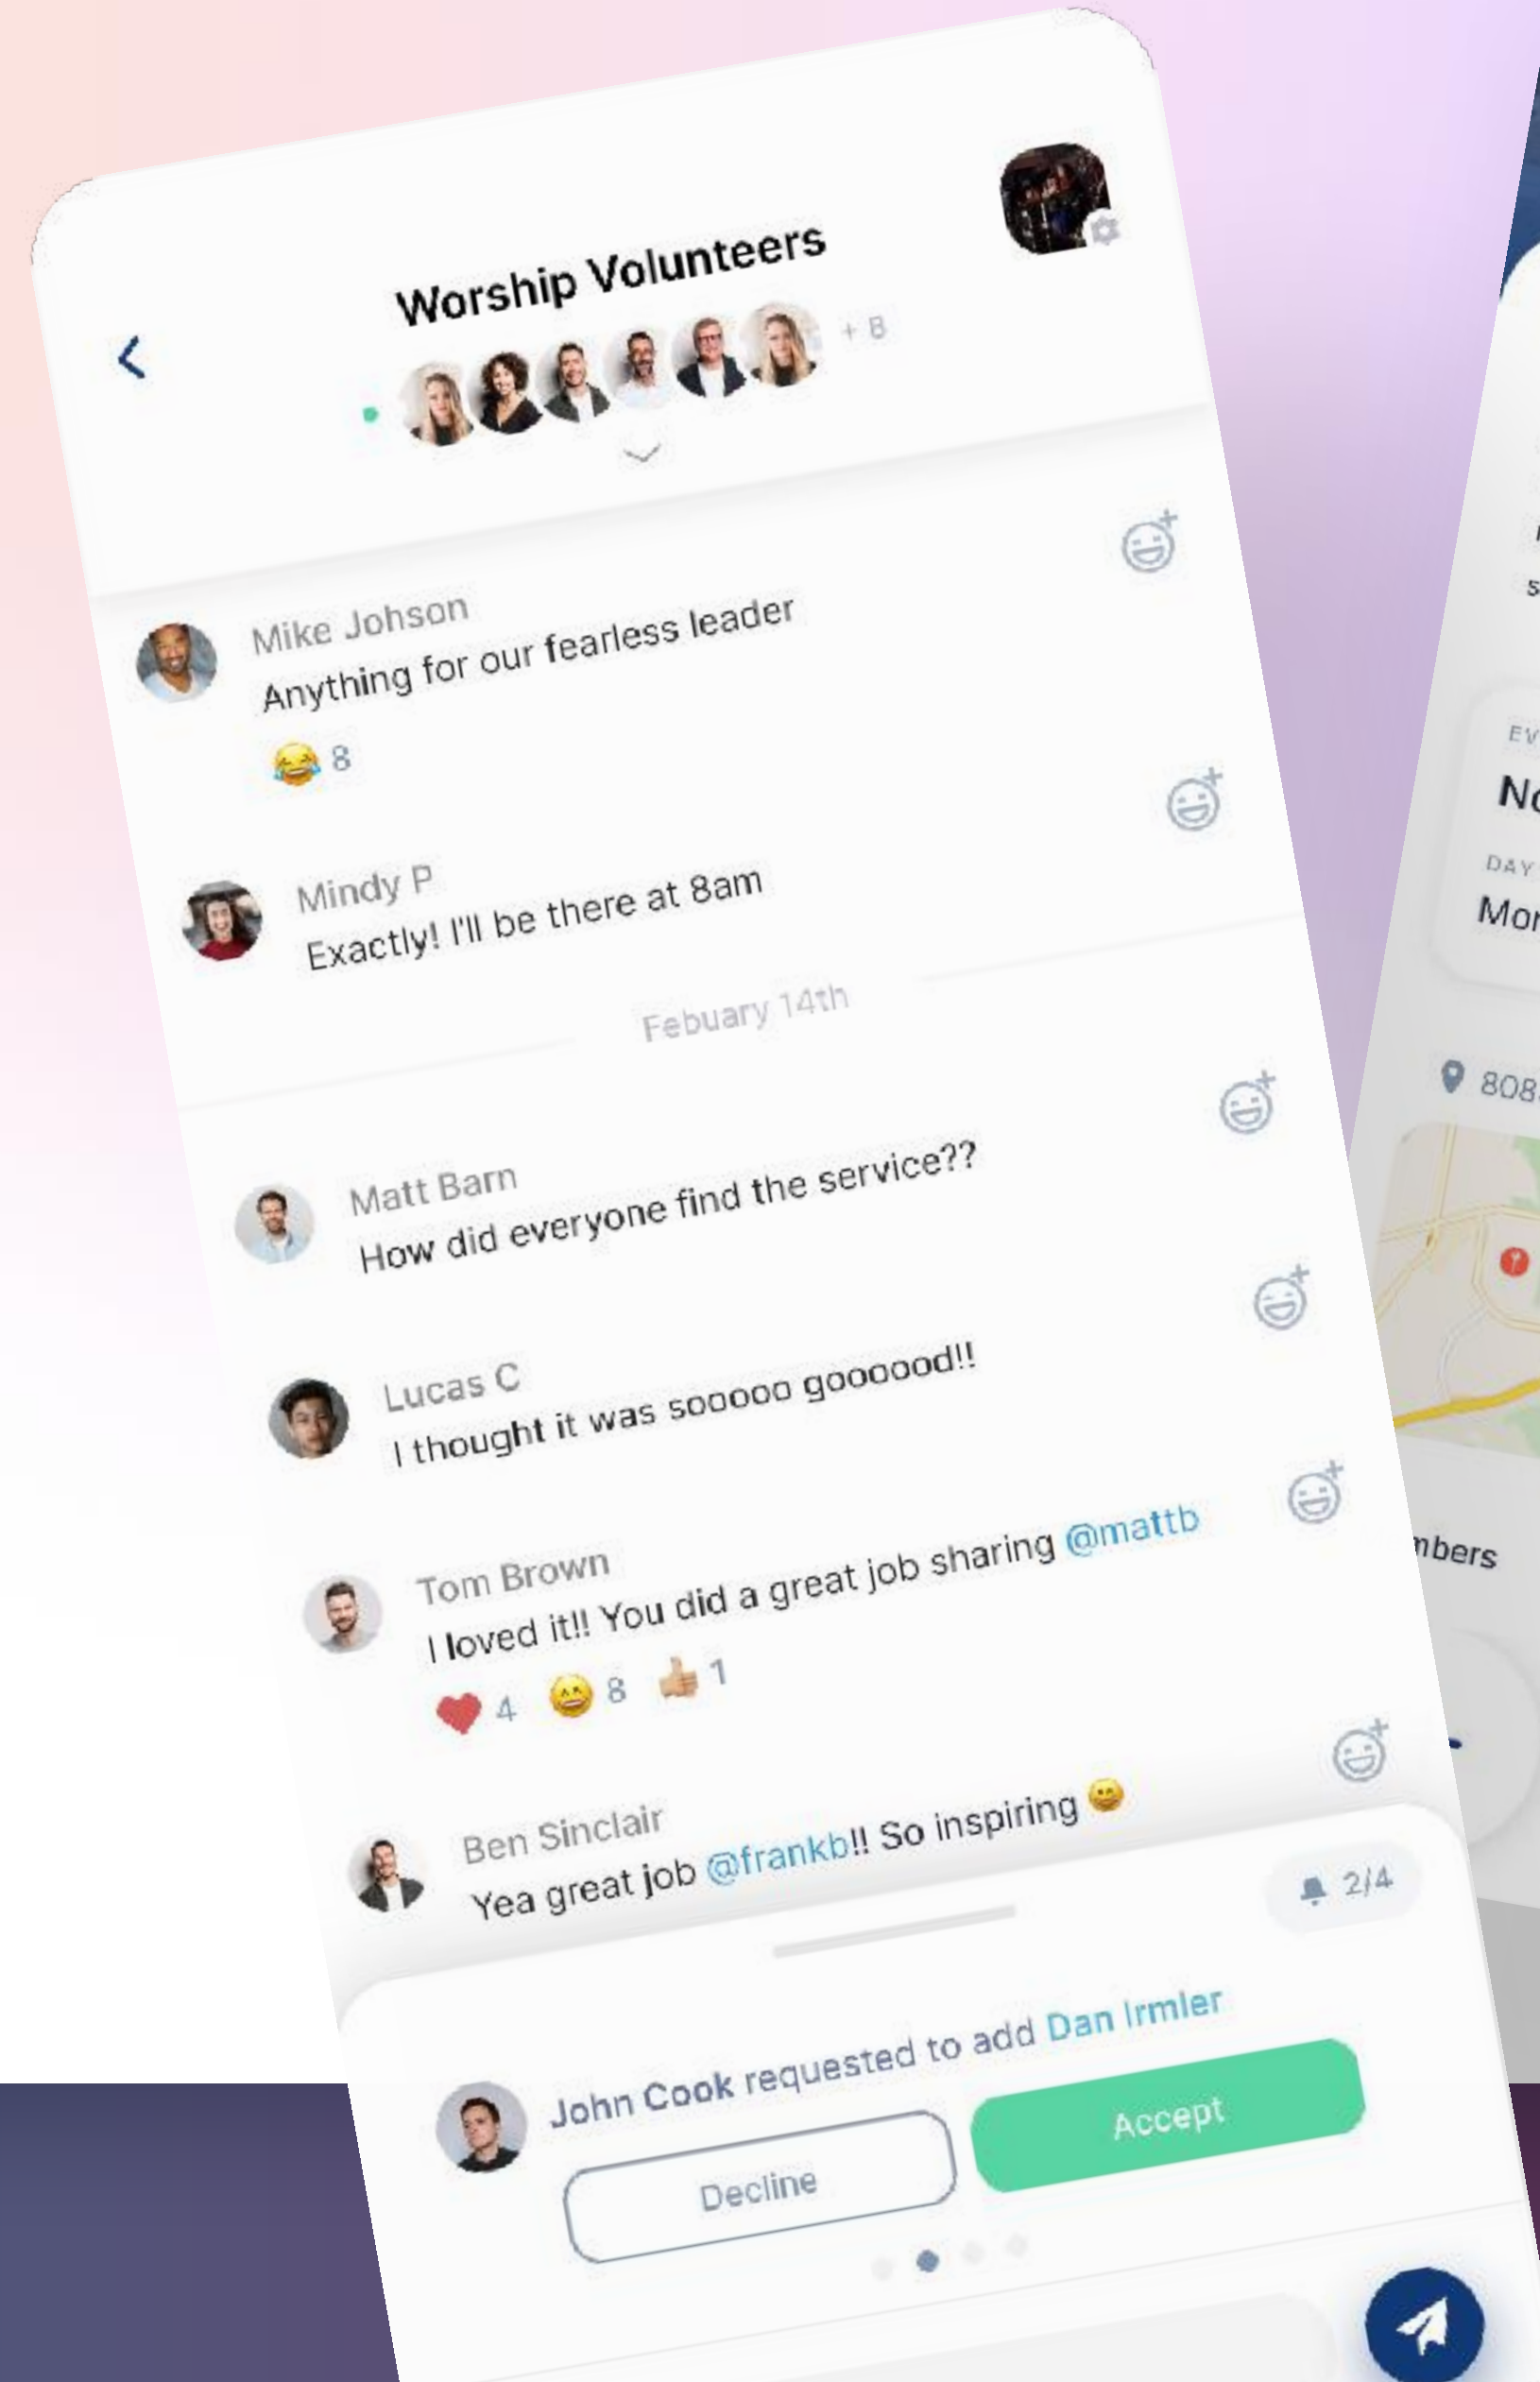 Worship Volunteers
+ 8
Mike Johson
Anything for our fearless leader
😂 8
Mindy P
Exactly! I'll be there at 8am
Febuary 14th
Matt Barn
How did everyone find the service??
Lucas C
I thought it was sooooo goooood!!
Tom Brown
I loved it!! You did a great job sharing @mattb
❤️ 4 😄 8 👍 1
Ben Sinclair
Yea great job @frankb!! So inspiring 😄
2/4
John Cook requested to add Dan Irmler
Decline
Accept
DAY
808